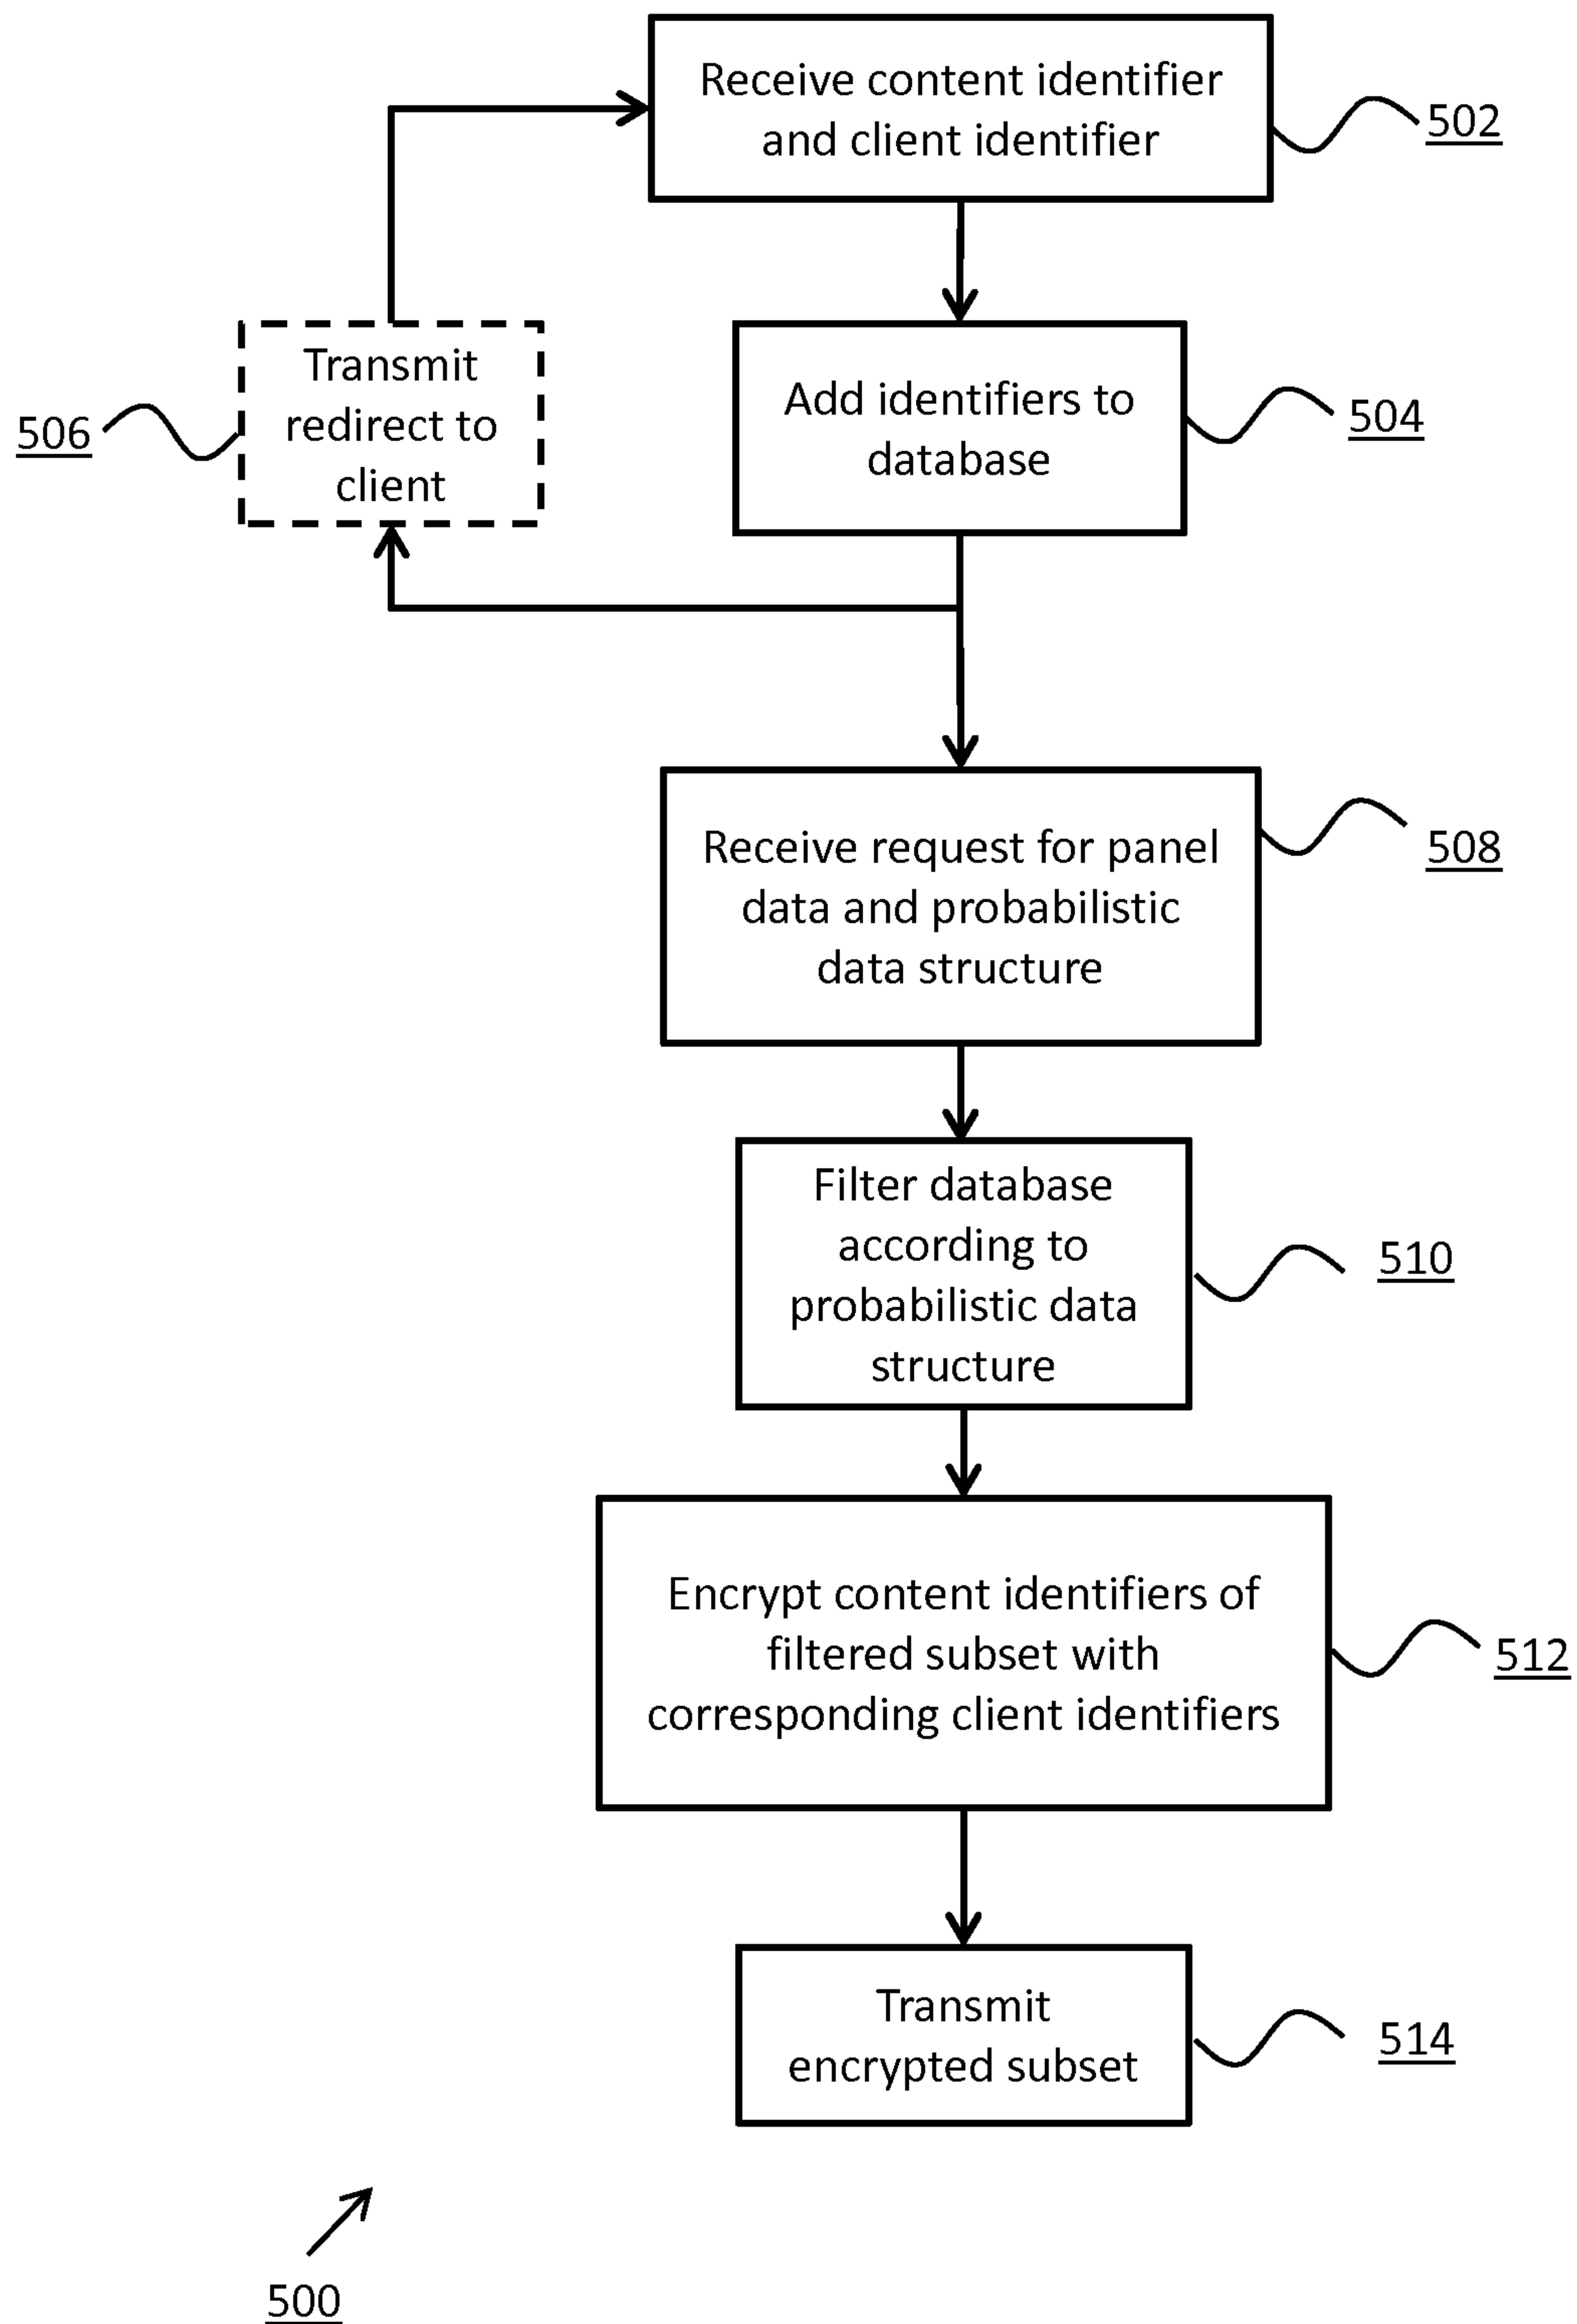 Receive content identifier
and client identifier
502
Transmit
redirect to
client
506
Add identifiers to
database
504
Receive request for panel
data and probabilistic
data structure
508
Filter database
according to
probabilistic data
structure
510
Encrypt content identifiers of
filtered subset with
corresponding client identifiers
512
Transmit
encrypted subset
514
500